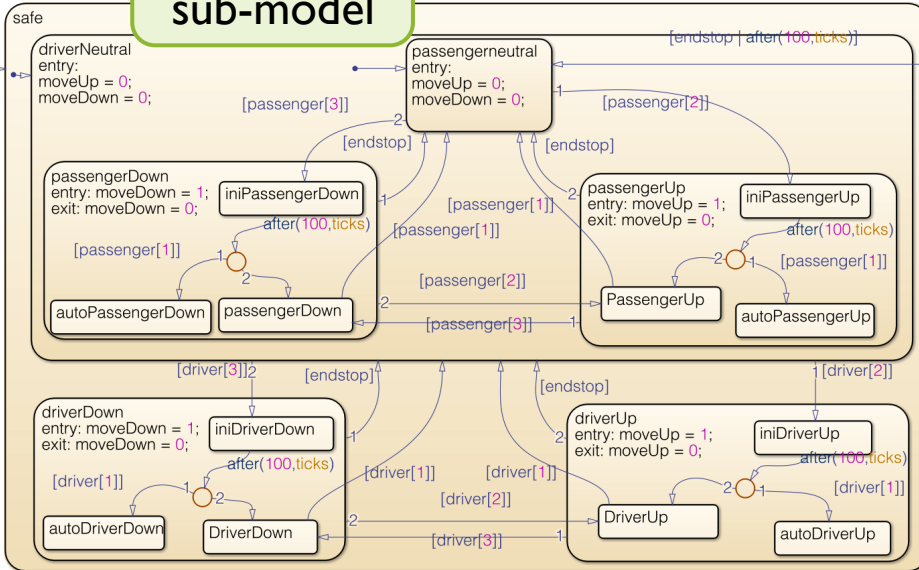 sub-model
safe
driverNeutral
entry:
moveUp = 0;
moveDown = 0;
passengerneutral
entry:
moveUp = 0;
moveDown = 0;
[endstop | after(100,ticks)]
[passenger[3]]
2
1
[passenger[2]]
[endstop]
[endstop]
passengerDown
entry: moveDown = 1;
exit: moveDown = 0;
iniPassengerDown
1
after(100,ticks)
[passenger[1]]
1
2
autoPassengerDown
passengerDown
[passenger[1]]
[passenger[1]]
2
passengerUp
entry: moveUp = 1;
exit: moveUp = 0;
iniPassengerUp
after(100,ticks)
2
1
[passenger[1]]
PassengerUp
autoPassengerUp
[passenger[2]]
2
[passenger[3]]
1
[driver[3]]
2
[endstop]
[endstop]
1
[driver[2]]
driverDown
entry: moveDown = 1;
exit: moveDown = 0;
iniDriverDown
1
after(100,ticks)
[driver[1]]
1
2
autoDriverDown
DriverDown
[driver[1]]
[driver[1]]
[driver[2]]
2
[driver[3]]
1
driverUp
entry: moveUp = 1;
exit: moveUp = 0;
2
iniDriverUp
after(100,ticks)
2
1
[driver[1]]
DriverUp
autoDriverUp